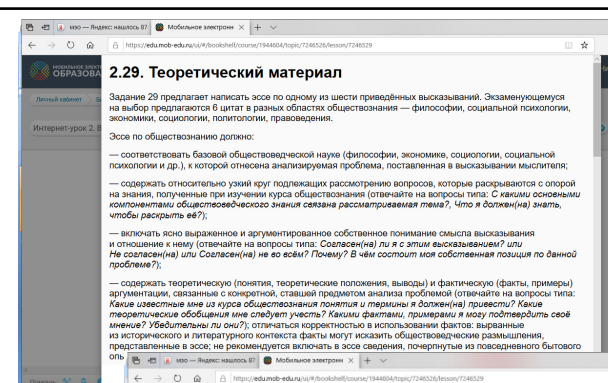 мэо — Яндекс: нашлось 87
Мобильное электронн
https://edu.mob-edu.ru/ui/#/bookshelf/course/1944604/topic/7246526/lesson/7246529
МОБИЛЬНОЕ ЭЛЕКТР
ОБРАЗОВА
Личный кабинет
Интернет-урок 2. В
2.29. Теоретический материал
Задание 29 предлагает написать эссе по одному из шести приведённых высказываний. Экзаменующемуся
на выбор предлагаются 6 цитат в разных областях обществознания — философии, социальной психологии,
экономики, социологии, политологии, правоведения.
Эссе по обществознанию должно:
— соответствовать базовой обществоведческой науке (философии, экономике, социологии, социальной
психологии и др.), к которой отнесена анализируемая проблема, поставленная в высказывании мыслителя;
— содержать относительно узкий круг подлежащих рассмотрению вопросов, которые раскрываются с опорой
на знания, полученные при изучении курса обществознания (отвечайте на вопросы типа: С какими основными
компонентами обществоведческого знания связана рассматриваемая тема?, Что я должен(на) знать,
чтобы раскрыть её?);
— включать ясно выраженное и аргументированное собственное понимание смысла высказывания
и отношение к нему (отвечайте на вопросы типа: Согласен(на) ли я с этим высказыванием? или
Не согласен(на) или Согласен(на) не во всём? Почему? В чём состоит моя собственная позиция по данной
проблеме?);
— содержать теоретическую (понятия, теоретические положения, выводы) и фактическую (факты, примеры)
аргументации, связанные с конкретной, ставшей предметом анализа проблемой (отвечайте на вопросы типа:
Какие известные мне из курса обществознания понятия и термины я должен(на) привести? Какие
теоретические обобщения мне следует учесть? Какими фактами, примерами я могу подтвердить своё
мнение? Убедительны ли они?); отличаться корректностью в использовании фактов: вырванные
из исторического и литературного контекста факты могут исказить обществоведческие размышления,
представленные в эссе; не рекомендуется включать в эссе сведения, почерпнутые из повседневного бытового
опь
мэо — Яндекс: нашлось 87
Мобильное электронн
https://edu.mob-edu.ru/ui/#/bookshelf/course/1944604/topic/7246526/lesson/7246529